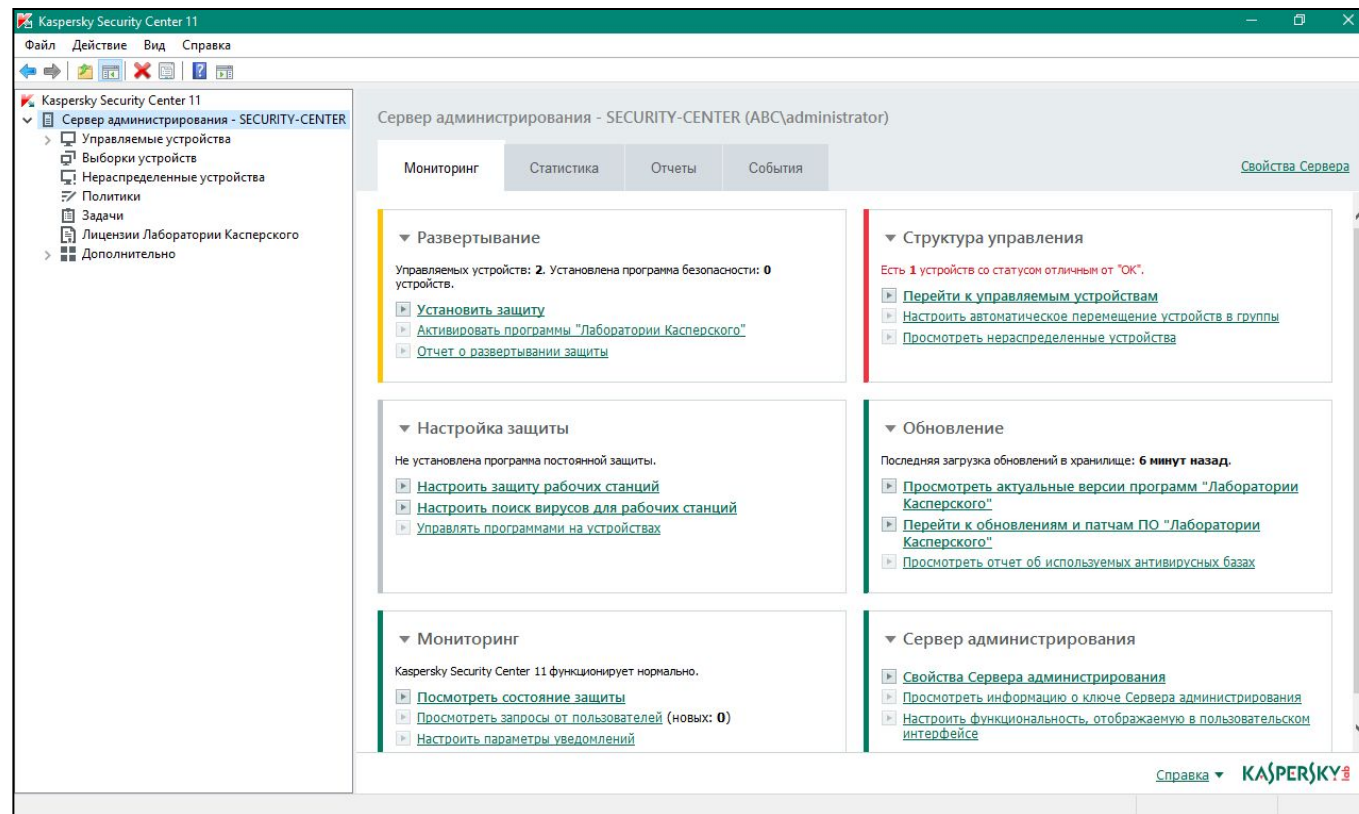 Kaspersky Security Center 11
Файл Действие Вид Справка
Kaspersky Security Center 11
Сервер администрирования - SECURITY-CENTER
Управляемые устройства
Выборки устройств
Нераспределенные устройства
Политики
Задачи
Лицензии Лаборатории Касперского
Дополнительно
Сервер администрирования - SECURITY-CENTER (ABC\administrator)
Мониторинг Статистика Отчеты События
Свойства Сервера
Развертывание
Управляемых устройств: 2. Установлена программа безопасности: 0
устройств.
Установить защиту
Активировать программы "Лаборатории Касперского"
Отчет о развертывании защиты
Структура управления
Есть 1 устройств со статусом отличным от "ОК".
Перейти к управляемым устройствам
Настроить автоматическое перемещение устройств в группы
Просмотреть нераспределенные устройства
Настройка защиты
Не установлена программа постоянной защиты.
Настроить защиту рабочих станций
Настроить поиск вирусов для рабочих станций
Управлять программами на устройствах
Обновление
Последняя загрузка обновлений в хранилище: 6 минут назад.
Просмотреть актуальные версии программ "Лаборатории
Касперского"
Перейти к обновлениям и патчам ПО "Лаборатории
Касперского"
Просмотреть отчет об используемых антивирусных базах
Мониторинг
Kaspersky Security Center 11 функционирует нормально.
Посмотреть состояние защиты
Просмотреть запросы от пользователей (новых: 0)
Настроить параметры уведомлений
Сервер администрирования
Свойства Сервера администрирования
Просмотреть информацию о ключе Сервера администрирования
Настроить функциональность, отображаемую в пользовательском
интерфейсе
Справка
KASPERSKY lab